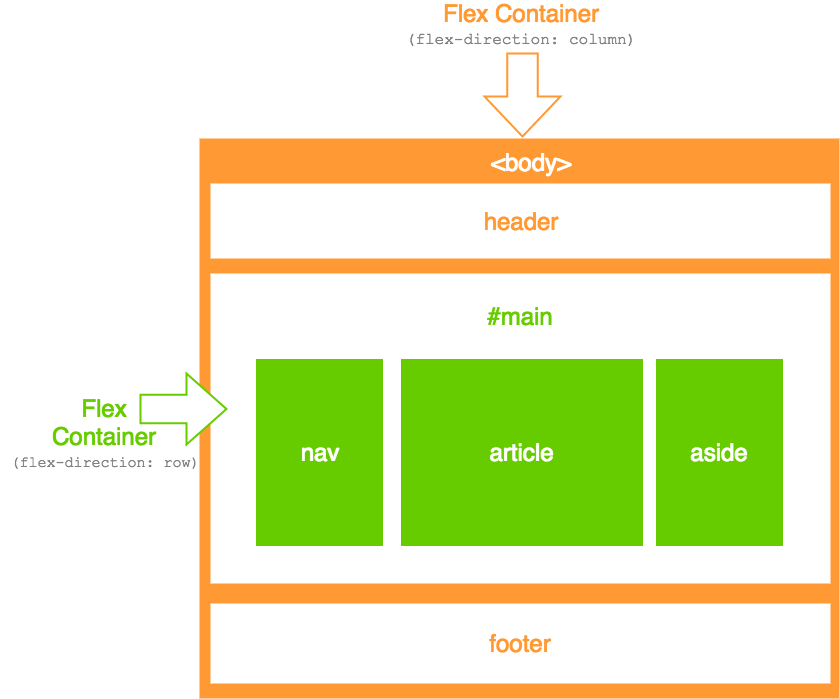 Flex Container
(flex-direction: column)
<body>
header
#main
Flex
Container
(flex-direction: row)
nav
article
aside
footer